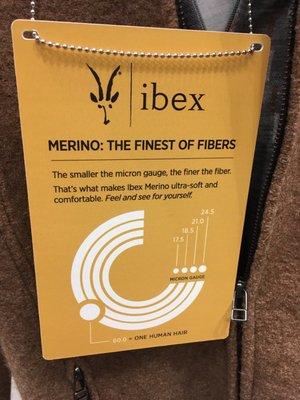 ibex
MERINO: THE FINEST OF FIBERS
The smaller the micron gauge, the finer the fiber.
That's what makes Ibex Merino ultra-soft and
comfortable. Feel and see for yourself.
24.5
21.0
18.5
17.5
MICRON GAUGE
60.0 = ONE HUMAN HAIR